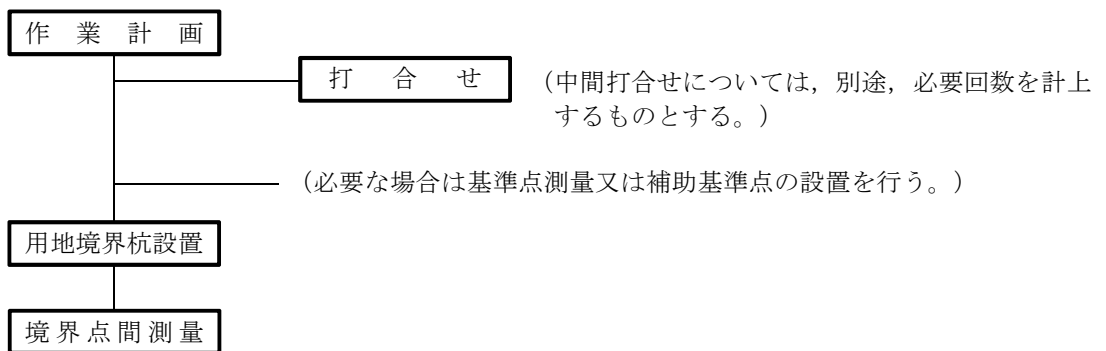 作業計画
打合せ
（中間打合せについては，別途，必要回数を計上
するものとする。）
（必要な場合は基準点測量又は補助基準点の設置を行う。）
用地境界杭設置
境界点間測量